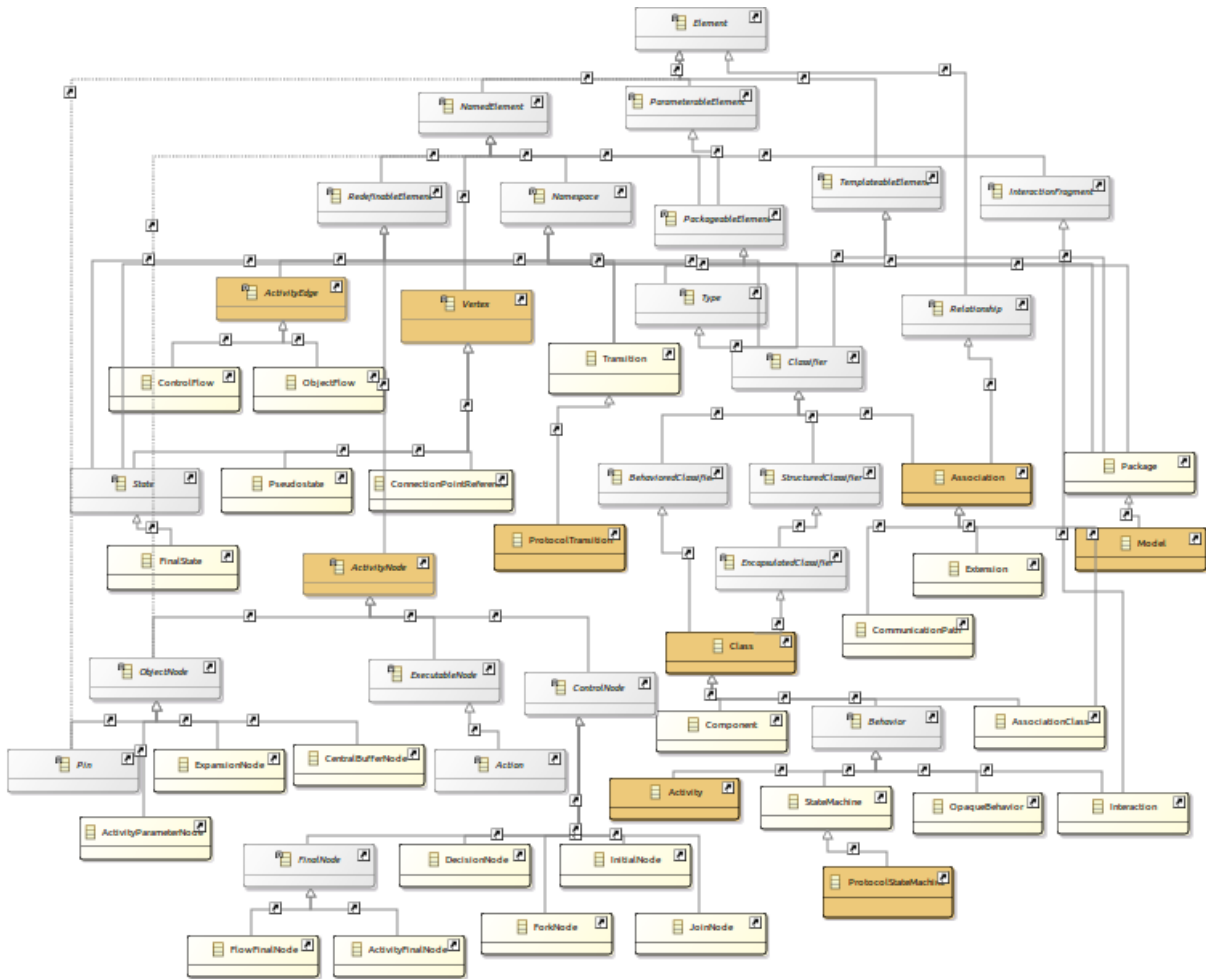 Element
NamedElement
ParameterableElement
RedefinableElement
Namespace
TemplateableElement
InteractionFragment
PackageableElement
ActivityEdge
Vertex
Type
Relationship
Transition
Classifier
ControlFlow
ObjectFlow
State
Pseudostate
ConnectionPointReference
BehavioredClassifier
StructuredClassifier
Association
Package
FinalState
ActivityNode
ProtocolTransition
EncapsulatedClassifier
Extension
Model
CommunicationPath
Class
ObjectNode
ExecutableNode
ControlNode
Component
Behavior
AssociationClass
Pin
ExpansionNode
CentralBufferNode
Action
Activity
StateMachine
OpaqueBehavior
Interaction
ActivityParameterNode
FinalNode
DecisionNode
InitialNode
ProtocolStateMachine
ForkNode
JoinNode
FlowFinalNode
ActivityFinalNode